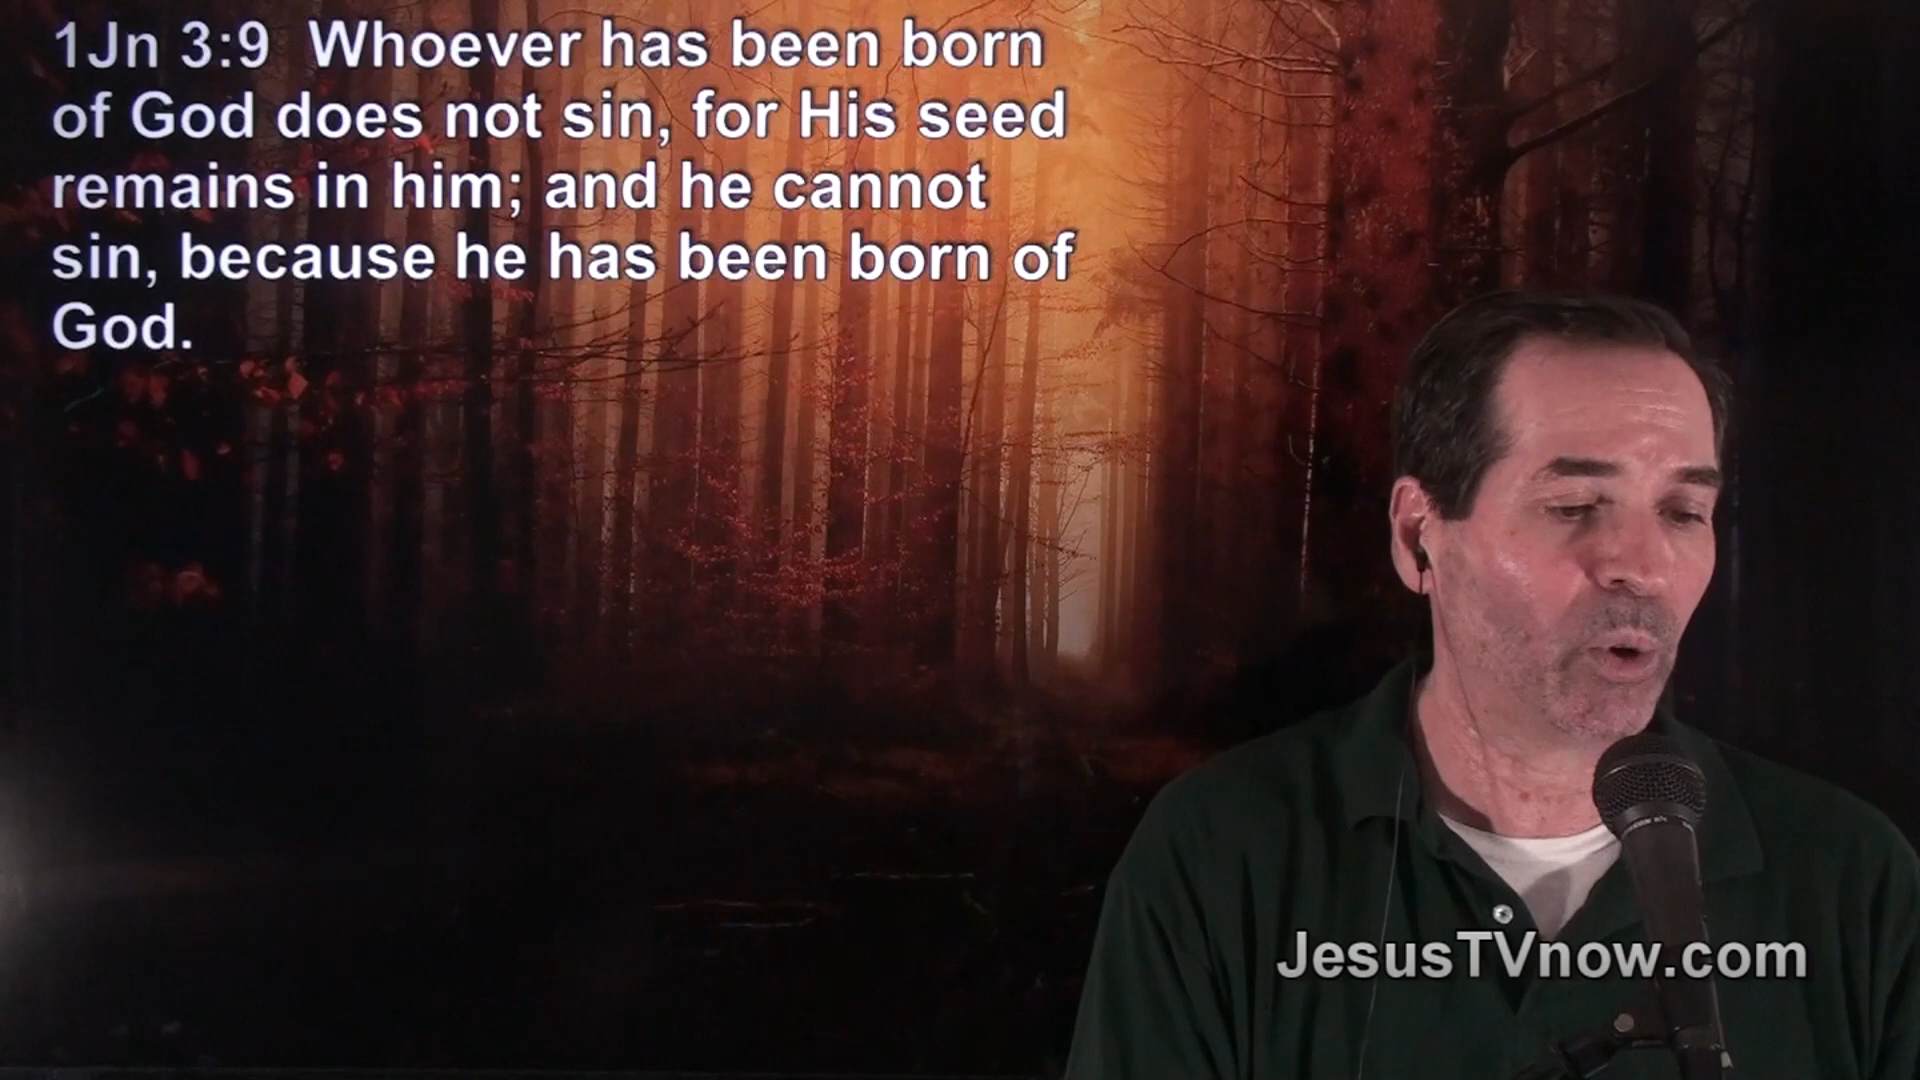 1Jn 3:9 Whoever has been born
of God does not sin, for His seed
remains in him; and he cannot
sin, because he has been born of
God.
JesusTVnow.com